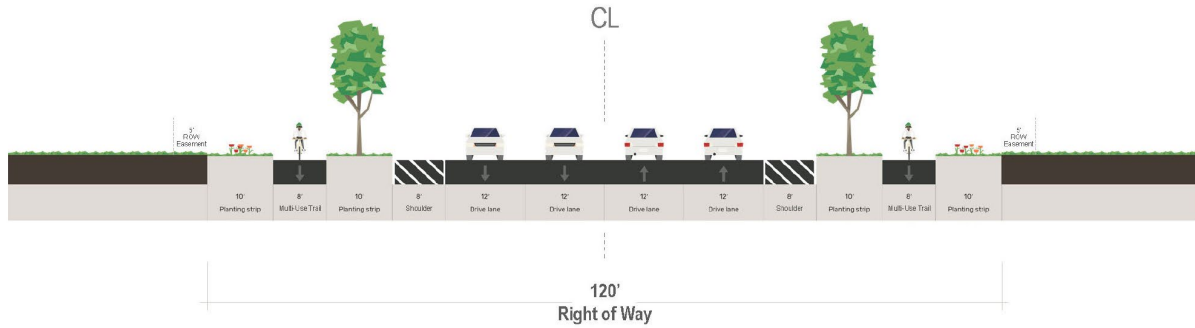 CL
5'
ROW
Easement
5'
ROW
Easement
10'
Planting strip
8'
Multi-Use Trail
10'
Planting strip
8'
Shoulder
12'
Drive lane
12'
Drive lane
12'
Drive lane
12'
Drive lane
8'
Shoulder
10'
Planting strip
8'
Multi-Use Trail
10'
Planting strip
120'
Right of Way